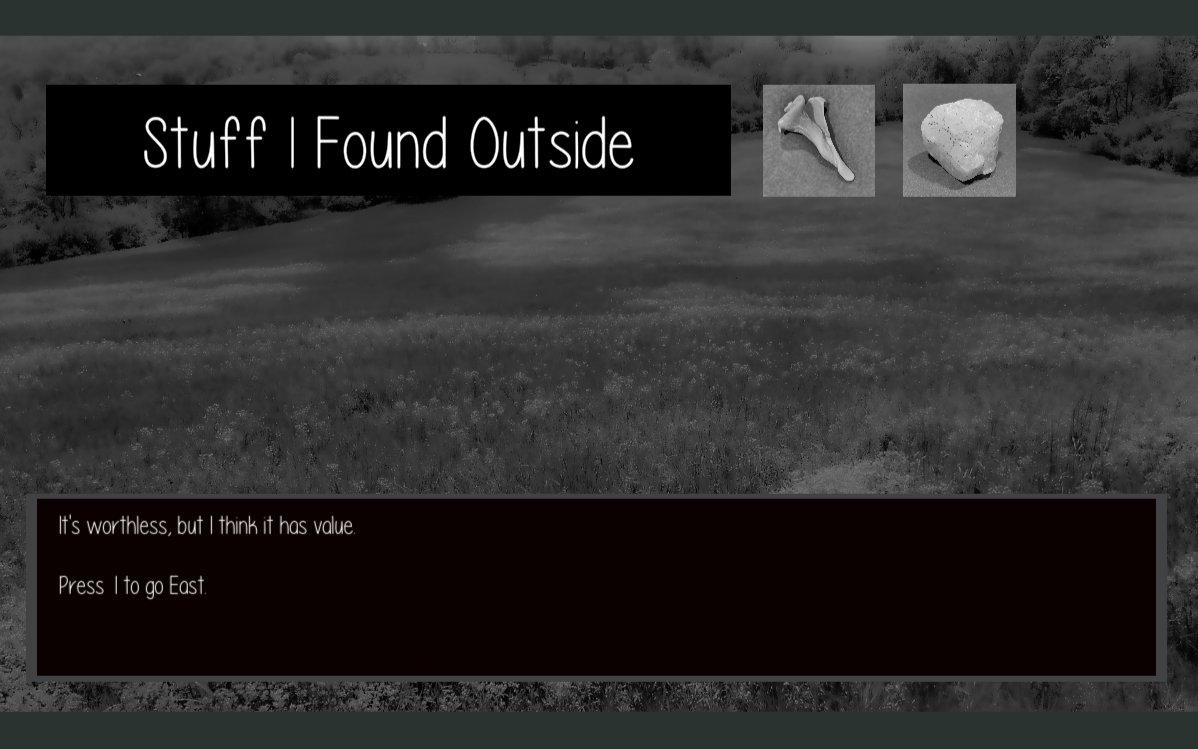 Stuff I Found Outside
It's worthless, but I think it has value.
Press 1 to go East.